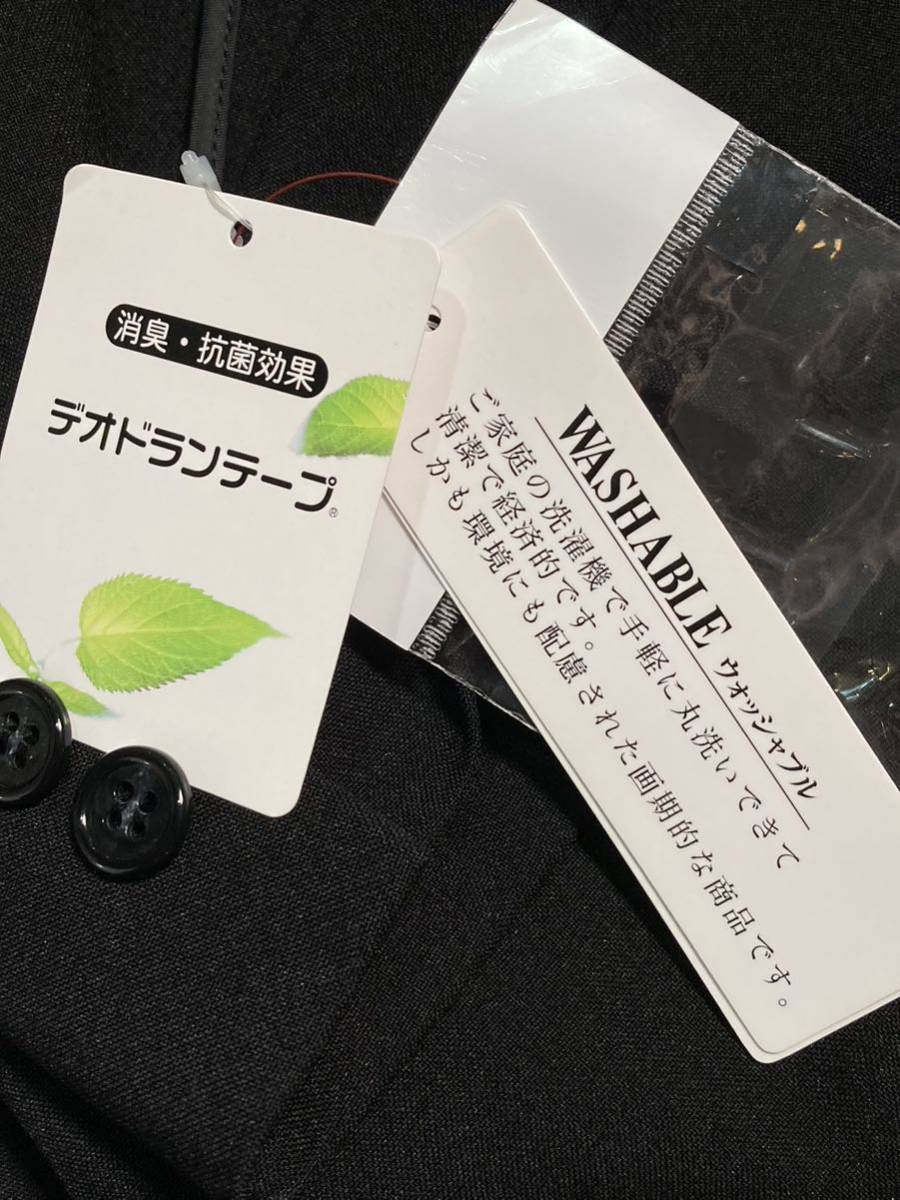 消臭・抗菌効果
デオドランテープ®
WASHABLE ウォッシャブル
ご家庭の洗濯機で手軽に丸洗いできて
清潔で経済的です。
しかも環境にも配慮された画期的な商品です。